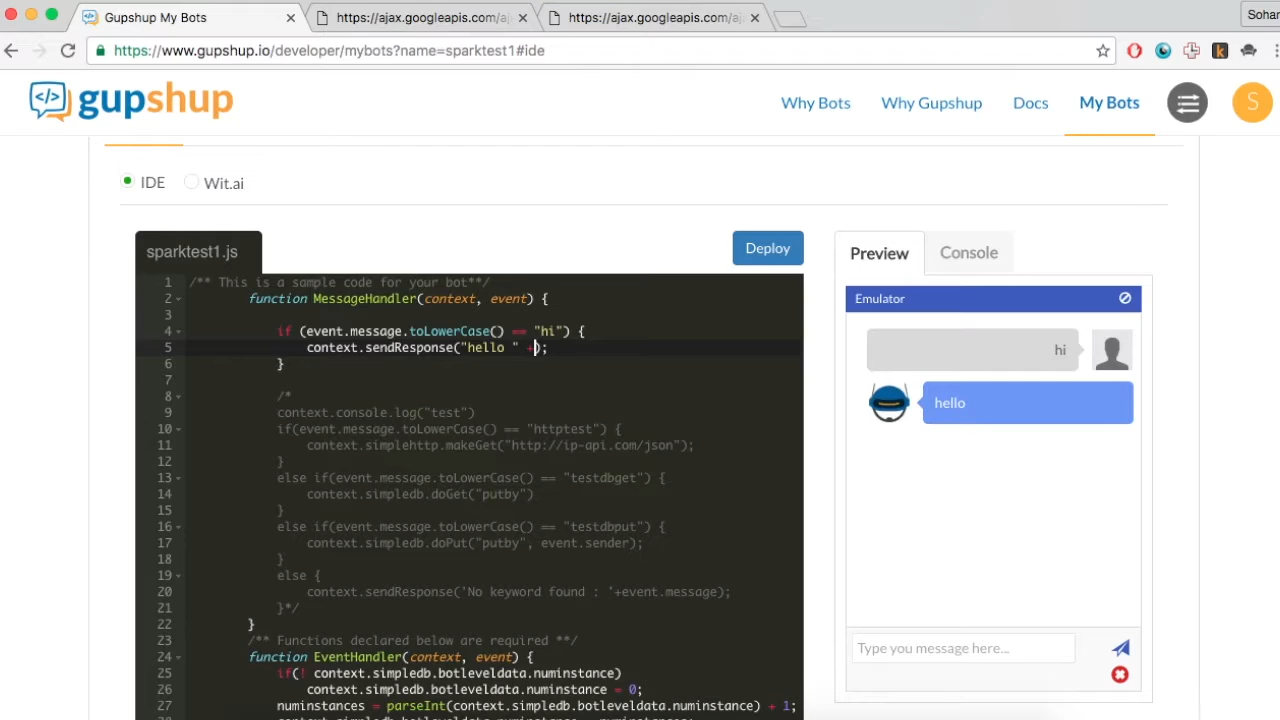 Gupshup My Bots
https://ajax.googleapis.com/a
https://ajax.googleapis.com/a
Sohar
https://www.gupshup.io/developer/mybots?name=sparktest1#ide
gupshup
Why Bots
Why Gupshup
Docs
My Bots
S
IDE
Wit.ai
sparktest1.js
Deploy
1 /** This is a sample code for your bot**/
2 function MessageHandler(context, event) {
3
4 if (event.message.toLowerCase() == "hi") {
5 context.sendResponse("hello " +);
6 }
7
8 /*
9 context.console.log("test")
10 if(event.message.toLowerCase() == "httptest") {
11 context.simplehttp.makeGet("http://ip-api.com/json");
12 }
13 else if(event.message.toLowerCase() == "testdbget") {
14 context.simpledb.doGet("putby")
15 }
16 else if(event.message.toLowerCase() == "testdbput") {
17 context.simpledb.doPut("putby", event.sender);
18 }
19 else {
20 context.sendResponse('No keyword found : '+event.message);
21 }*/
22 }
23 /** Functions declared below are required **/
24 function EventHandler(context, event) {
25 if(! context.simpledb.botleveldata.numinstance)
26 context.simpledb.botleveldata.numinstance = 0;
27 numinstances = parseInt(context.simpledb.botleveldata.numinstance) + 1;
Preview
Console
Emulator
hi
hello
Type you message here...